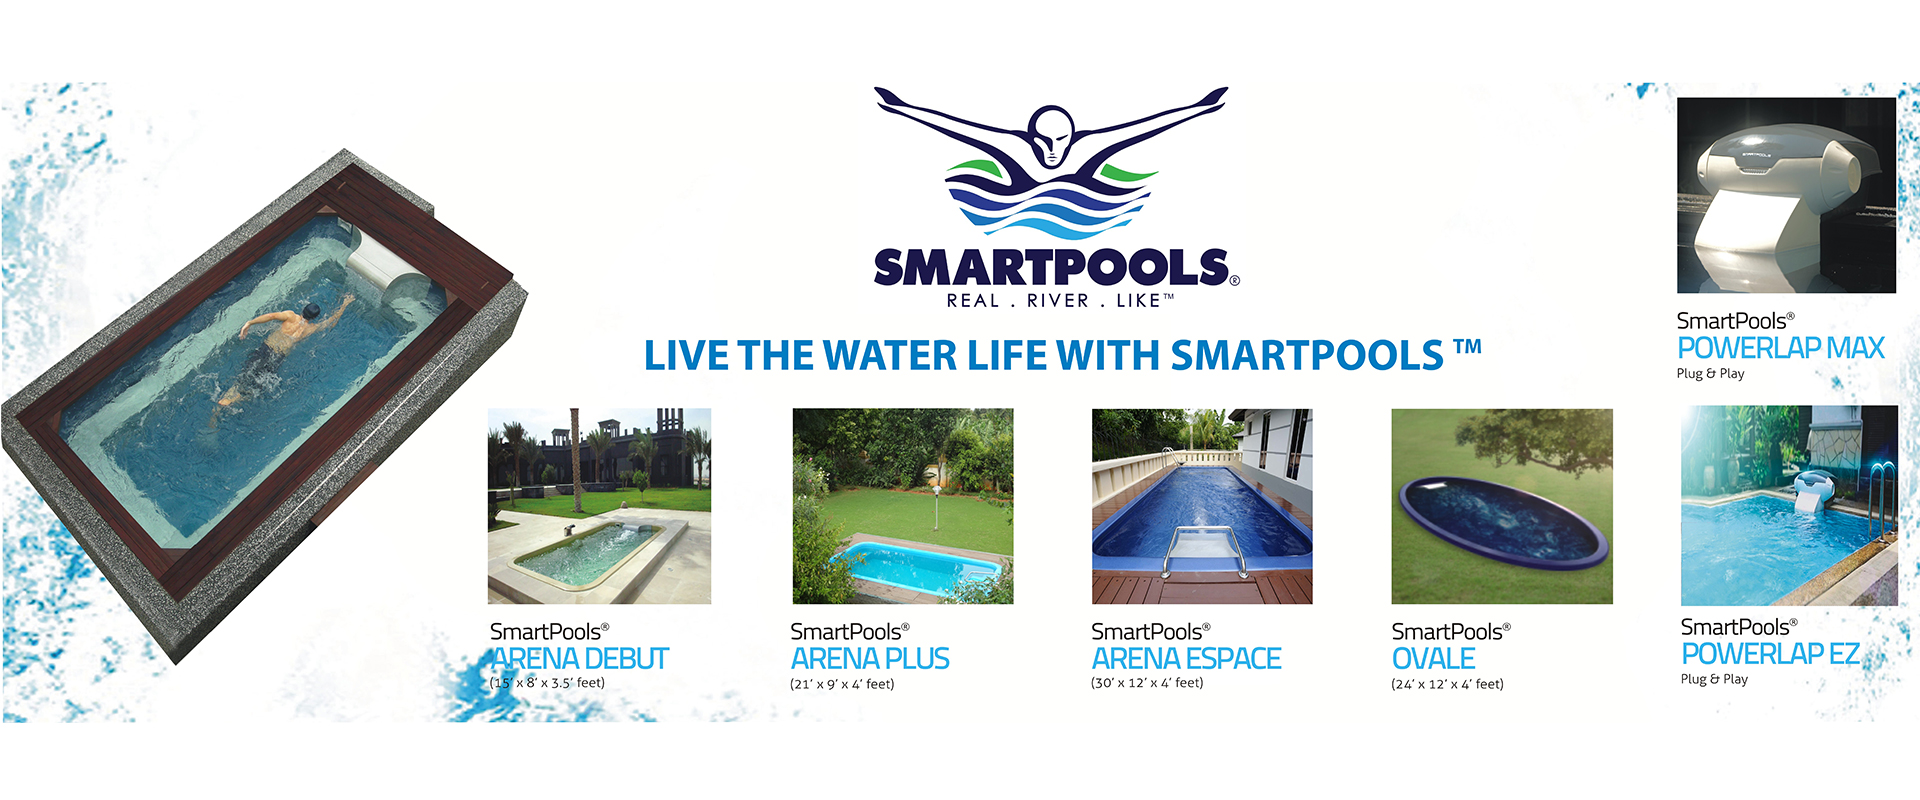 SMARTPOOLS®
REAL . RIVER . LIKE™
LIVE THE WATER LIFE WITH SMARTPOOLS ™
SMARTPOOLS
SmartPools®
POWERLAP MAX
Plug & Play
SmartPools®
ARENA DEBUT
(15' x 8' x 3.5' feet)
SmartPools®
ARENA PLUS
(21' x 9' x 4' feet)
SmartPools®
ARENA ESPACE
(30' x 12' x 4' feet)
SmartPools®
OVALE
(24' x 12' x 4' feet)
SmartPools®
POWERLAP EZ
Plug & Play